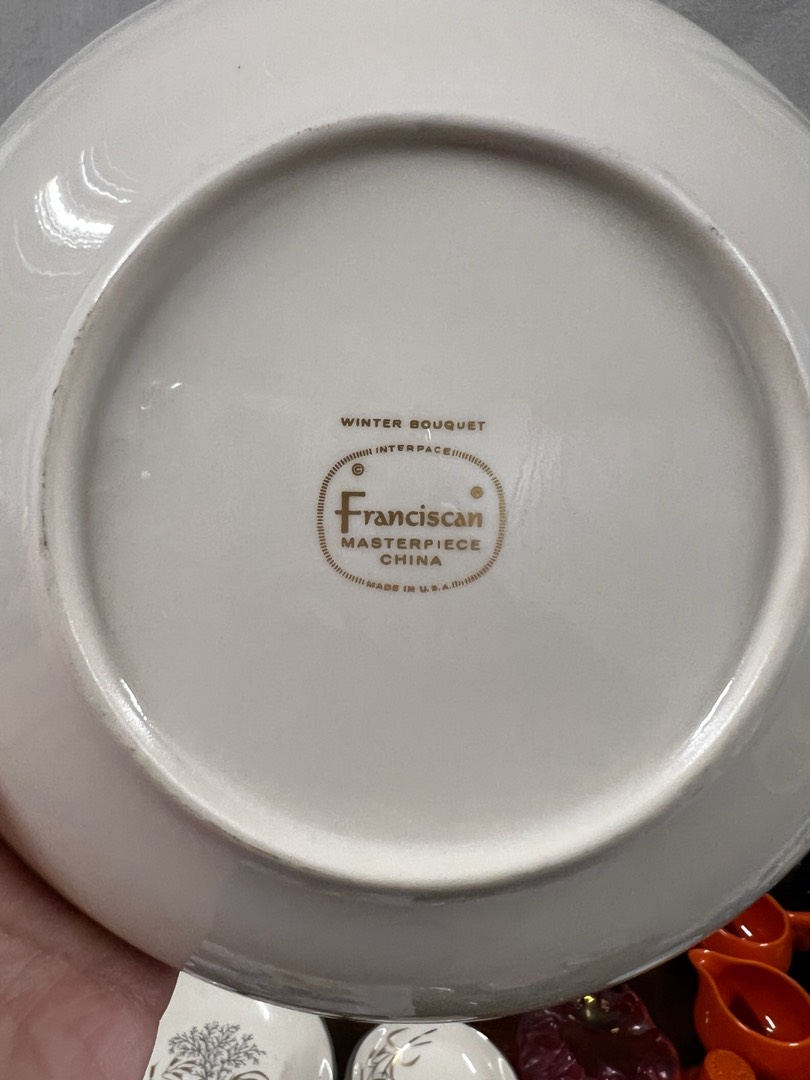 WINTER BOUQUET
INTERPACE
©
®
Franciscan
MASTERPIECE
CHINA
MADE IN U.S.A.